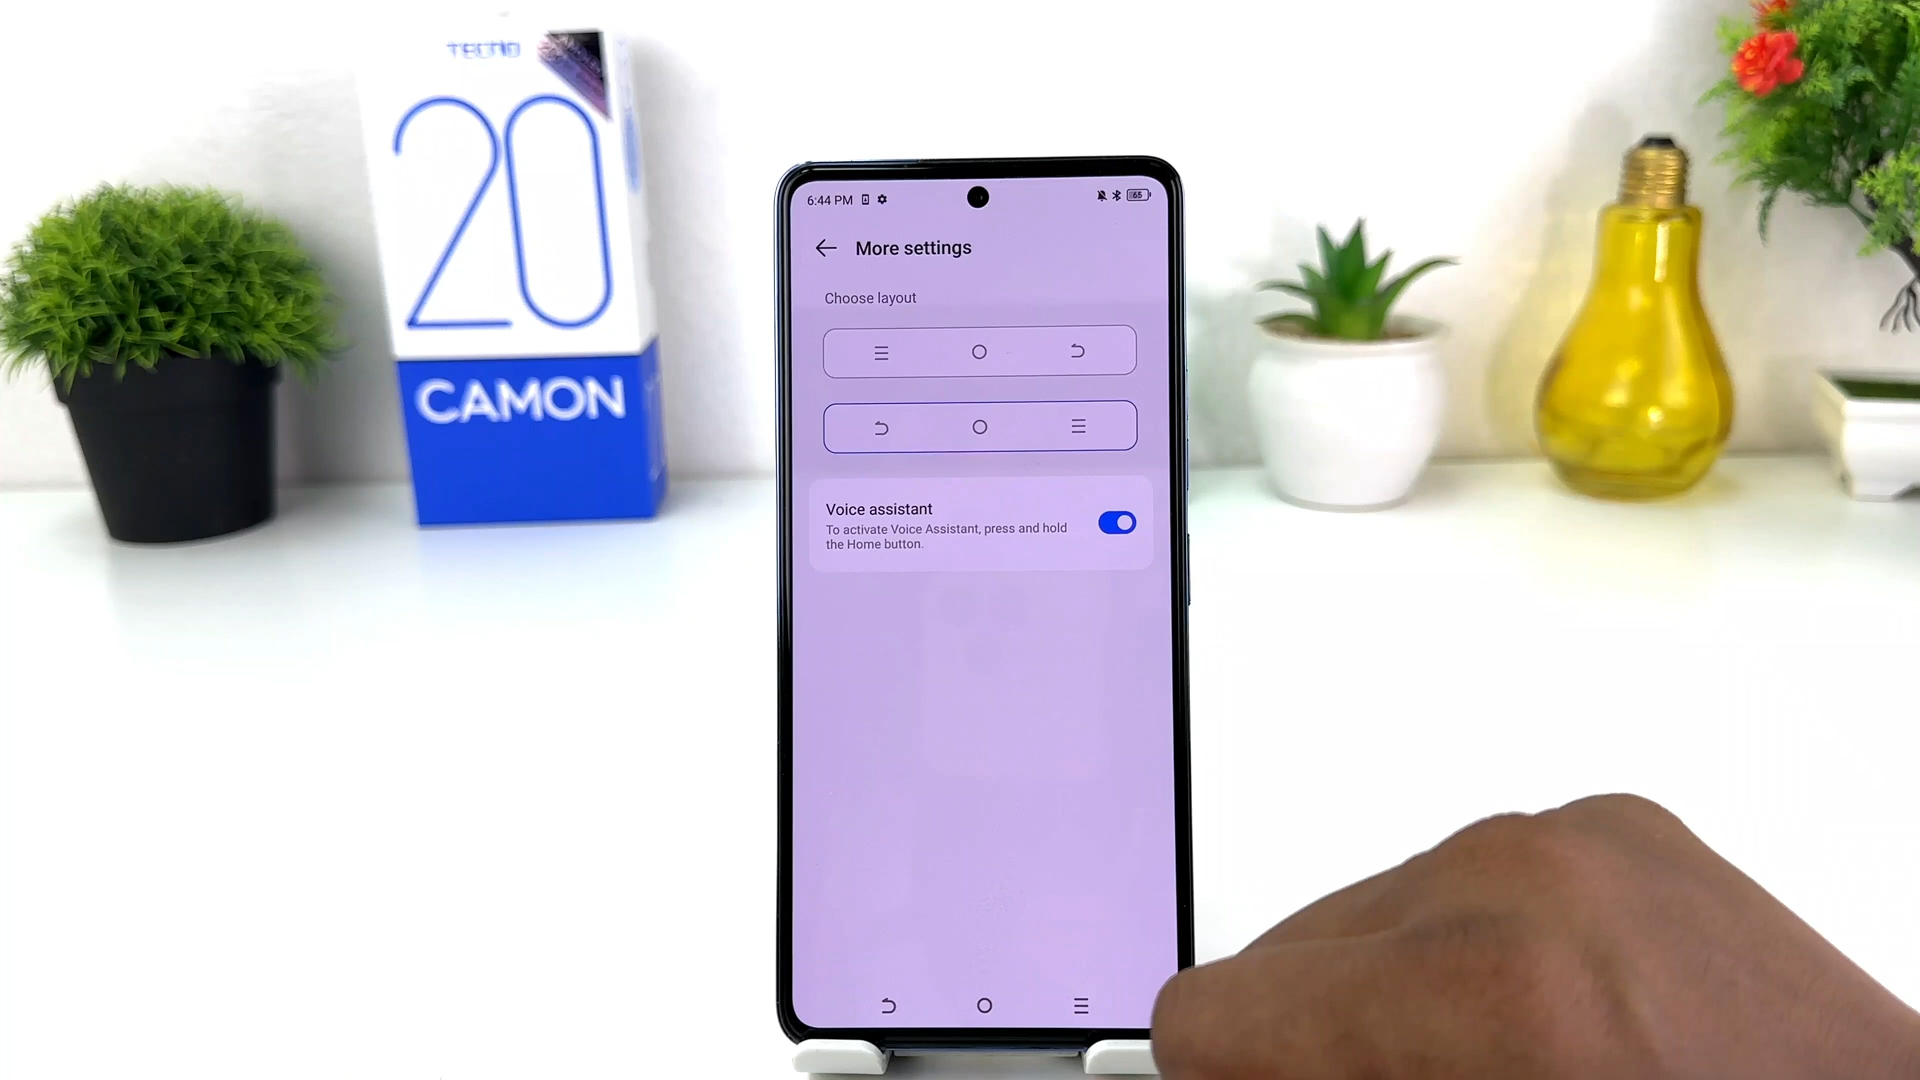 TECNO
20
CAMON
6:44 PM
65
More settings
Choose layout
Voice assistant
To activate Voice Assistant, press and hold
the Home button.